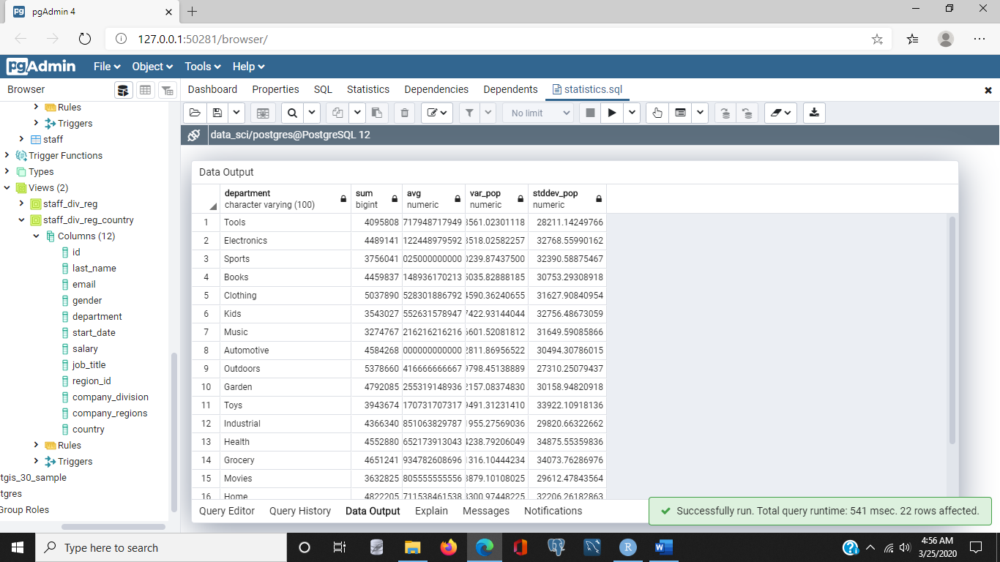 pgAdmin 4
127.0.0.1:50281/browser/
pgAdmin File Object Tools Help
Browser
Dashboard Properties SQL Statistics Dependencies Dependents statistics.sql
Rules
Triggers
staff
Trigger Functions
Types
Views (2)
staff_div_reg
staff_div_reg_country
Columns (12)
id
last_name
email
gender
department
start_date
salary
job_title
region_id
company_division
company_regions
country
Rules
Triggers
tgis_30_sample
tgres
Group Roles
No limit
data_sci/postgres@PostgreSQL 12
Data Output
department sum avg var_pop stddev_pop
character varying (100) bigint numeric numeric numeric
1 Tools 4095808 717948717949 3561.02301118 28211.14249766
2 Electronics 4489141 122448979592 3518.02582257 32768.55990162
3 Sports 3756041 025000000000 0239.87437500 32390.58875467
4 Books 4459837 148936170213 5035.82888185 30753.29308918
5 Clothing 5037890 528301886792 4590.36240655 31627.90840954
6 Kids 3543027 552631578947 7422.93144044 32756.48673059
7 Music 3274767 216216216216 6601.52081812 31649.59085866
8 Automotive 4584268 000000000000 2811.86956522 30494.30786015
9 Outdoors 5378660 416666666667 9798.45138889 27310.25079437
10 Garden 4792085 255319148936 2157.08374830 30158.94820918
11 Toys 3943674 170731707317 9491.31231410 33922.10918136
12 Industrial 4366340 851063829787 1955.27569036 29820.66322662
13 Health 4552880 652173913043 4238.79206049 34875.55359836
14 Grocery 4651241 934782608696 1316.10444234 34073.76286976
15 Movies 3632825 805555555556 3879.10108025 29612.47843564
16 Home 4822205 711538461538 3300.97448225 32206.26182863
Query Editor Query History Data Output Explain Messages Notifications
Successfully run. Total query runtime: 541 msec. 22 rows affected.
Type here to search
4:56 AM
3/25/2020